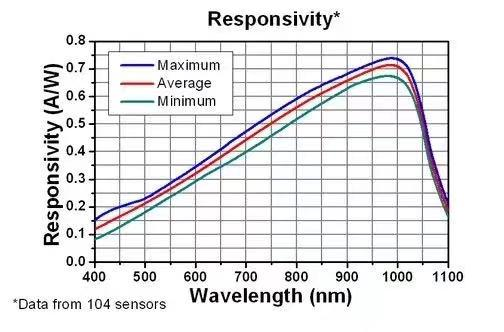 Responsivity*
Responsivity (A/W)
0.8
0.7
0.6
0.5
0.4
0.3
0.2
0.1
0.0
Maximum
Average
Minimum
400 500 600 700 800 900 1000 1100
Wavelength (nm)
*Data from 104 sensors